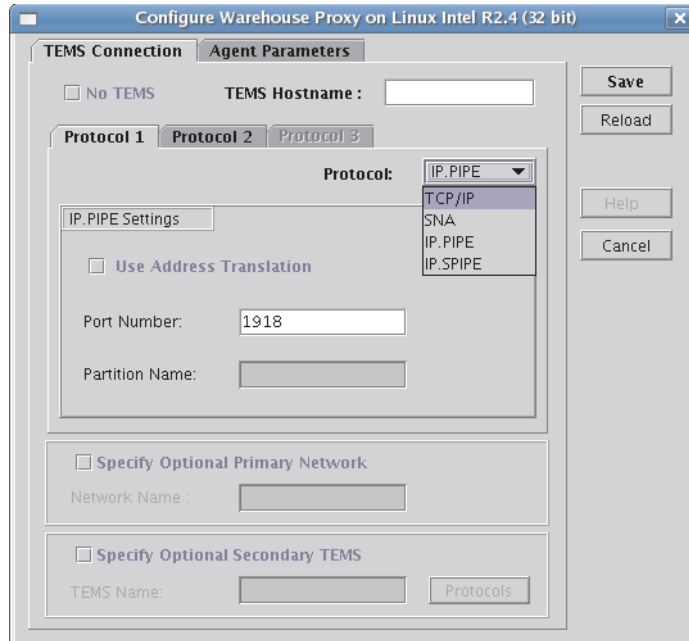 Configure Warehouse Proxy on Linux Intel R2.4 (32 bit)
TEMS Connection Agent Parameters
No TEMS TEMS Hostname :
Save
Reload
Help
Cancel
Protocol 1 Protocol 2 Protocol 3
Protocol: IP.PIPE
TCP/IP
SNA
IP.PIPE
IP.SPIPE
IP.PIPE Settings
Use Address Translation
Port Number: 1918
Partition Name:
Specify Optional Primary Network
Network Name :
Specify Optional Secondary TEMS
TEMS Name: Protocols